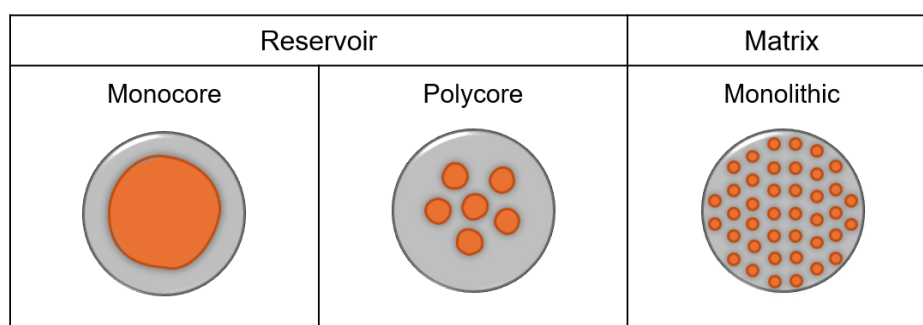 Reservoir
Matrix
Monocore
Polycore
Monolithic